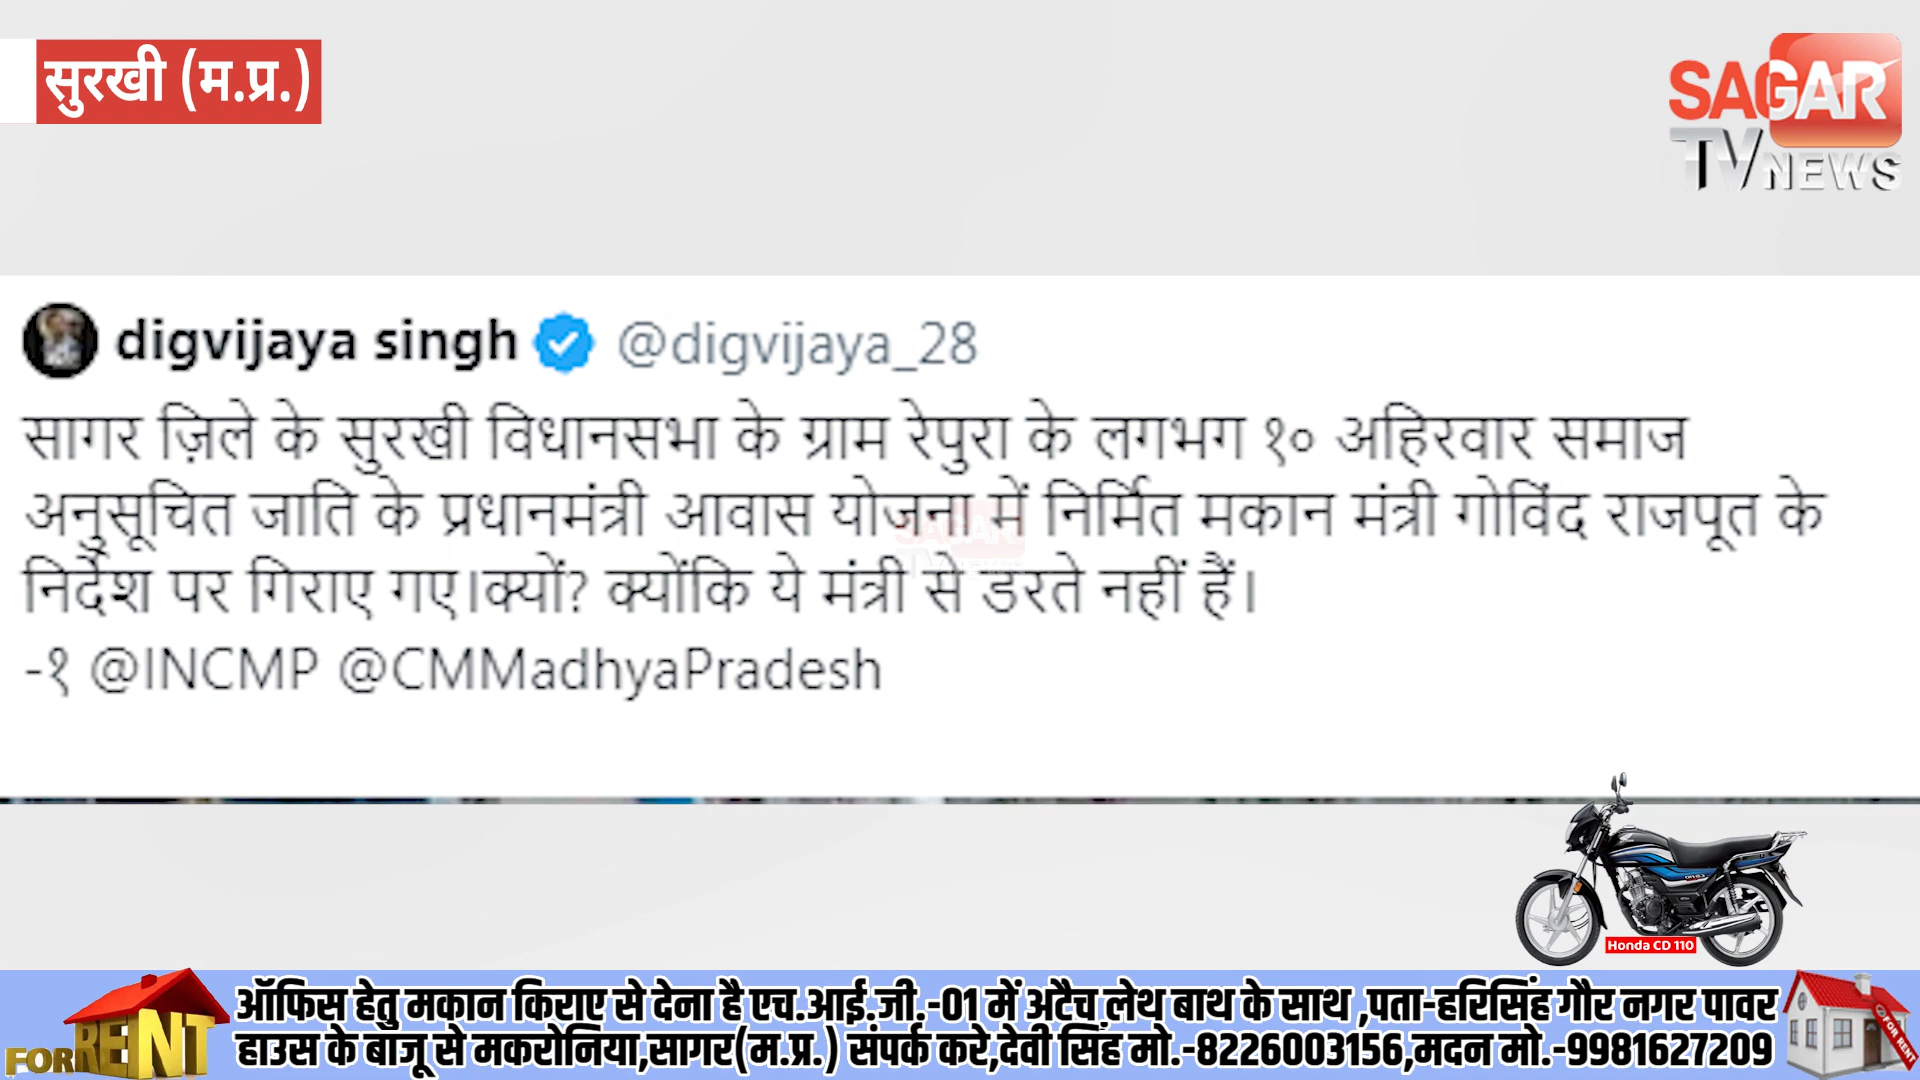 सुरखी (म.प्र.)
SAGAR
TV NEWS
digvijaya singh @digvijaya_28
सागर ज़िले के सुरखी विधानसभा के ग्राम रेपुरा के लगभग १० अहिरवार समाज
अनुसूचित जाति के प्रधानमंत्री आवास योजना में निर्मित मकान मंत्री गोविंद राजपूत के
निर्देश पर गिराए गए।क्यों? क्योंकि ये मंत्री से डरते नहीं हैं।
-१ @INCMP @CMMadhyaPradesh
Honda CD 110
FOR RENT
ऑफिस हेतु मकान किराए से देना है एच.आई.जी.-01 में अटैच लेथ बाथ के साथ ,पता-हरिसिंह गौर नगर पावर
हाउस के बाजू से मकरोनिया,सागर(म.प्र.) संपर्क करे,देवी सिंह मो.-8226003156,मदन मो.-9981627209
FOR RENT